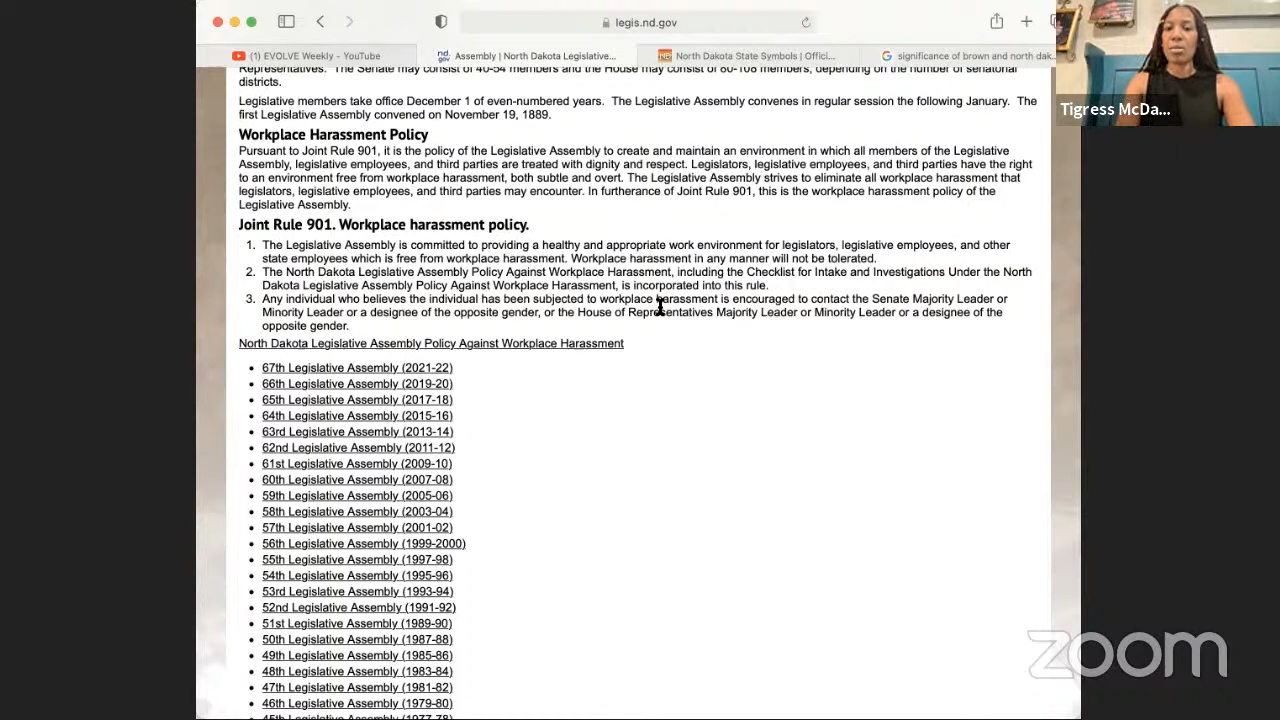 legis.nd.gov
(1) EVOLVE Weekly - YouTube
nd.gov
Assembly | North Dakota Legislative...
North Dakota State Symbols | Offici...
significance of brown and north dak...
Representatives. The Senate may consist of 40-54 members and the House may consist of 80-108 members, depending on the number of senatorial
districts.
Legislative members take office December 1 of even-numbered years. The Legislative Assembly convenes in regular session the following January. The
first Legislative Assembly convened on November 19, 1889.
Workplace Harassment Policy
Pursuant to Joint Rule 901, it is the policy of the Legislative Assembly to create and maintain an environment in which all members of the Legislative
Assembly, legislative employees, and third parties are treated with dignity and respect. Legislators, legislative employees, and third parties have the right
to an environment free from workplace harassment, both subtle and overt. The Legislative Assembly strives to eliminate all workplace harassment that
legislators, legislative employees, and third parties may encounter. In furtherance of Joint Rule 901, this is the workplace harassment policy of the
Legislative Assembly.
Joint Rule 901. Workplace harassment policy.
1. The Legislative Assembly is committed to providing a healthy and appropriate work environment for legislators, legislative employees, and other
state employees which is free from workplace harassment. Workplace harassment in any manner will not be tolerated.
2. The North Dakota Legislative Assembly Policy Against Workplace Harassment, including the Checklist for Intake and Investigations Under the North
Dakota Legislative Assembly Policy Against Workplace Harassment, is incorporated into this rule.
3. Any individual who believes the individual has been subjected to workplace harassment is encouraged to contact the Senate Majority Leader or
Minority Leader or a designee of the opposite gender, or the House of Representatives Majority Leader or Minority Leader or a designee of the
opposite gender.
North Dakota Legislative Assembly Policy Against Workplace Harassment
• 67th Legislative Assembly (2021-22)
• 66th Legislative Assembly (2019-20)
• 65th Legislative Assembly (2017-18)
• 64th Legislative Assembly (2015-16)
• 63rd Legislative Assembly (2013-14)
• 62nd Legislative Assembly (2011-12)
• 61st Legislative Assembly (2009-10)
• 60th Legislative Assembly (2007-08)
• 59th Legislative Assembly (2005-06)
• 58th Legislative Assembly (2003-04)
• 57th Legislative Assembly (2001-02)
• 56th Legislative Assembly (1999-2000)
• 55th Legislative Assembly (1997-98)
• 54th Legislative Assembly (1995-96)
• 53rd Legislative Assembly (1993-94)
• 52nd Legislative Assembly (1991-92)
• 51st Legislative Assembly (1989-90)
• 50th Legislative Assembly (1987-88)
• 49th Legislative Assembly (1985-86)
• 48th Legislative Assembly (1983-84)
• 47th Legislative Assembly (1981-82)
• 46th Legislative Assembly (1979-80)
45th Legislative Assembly (1977-78)
Tigress McDa...
zoom